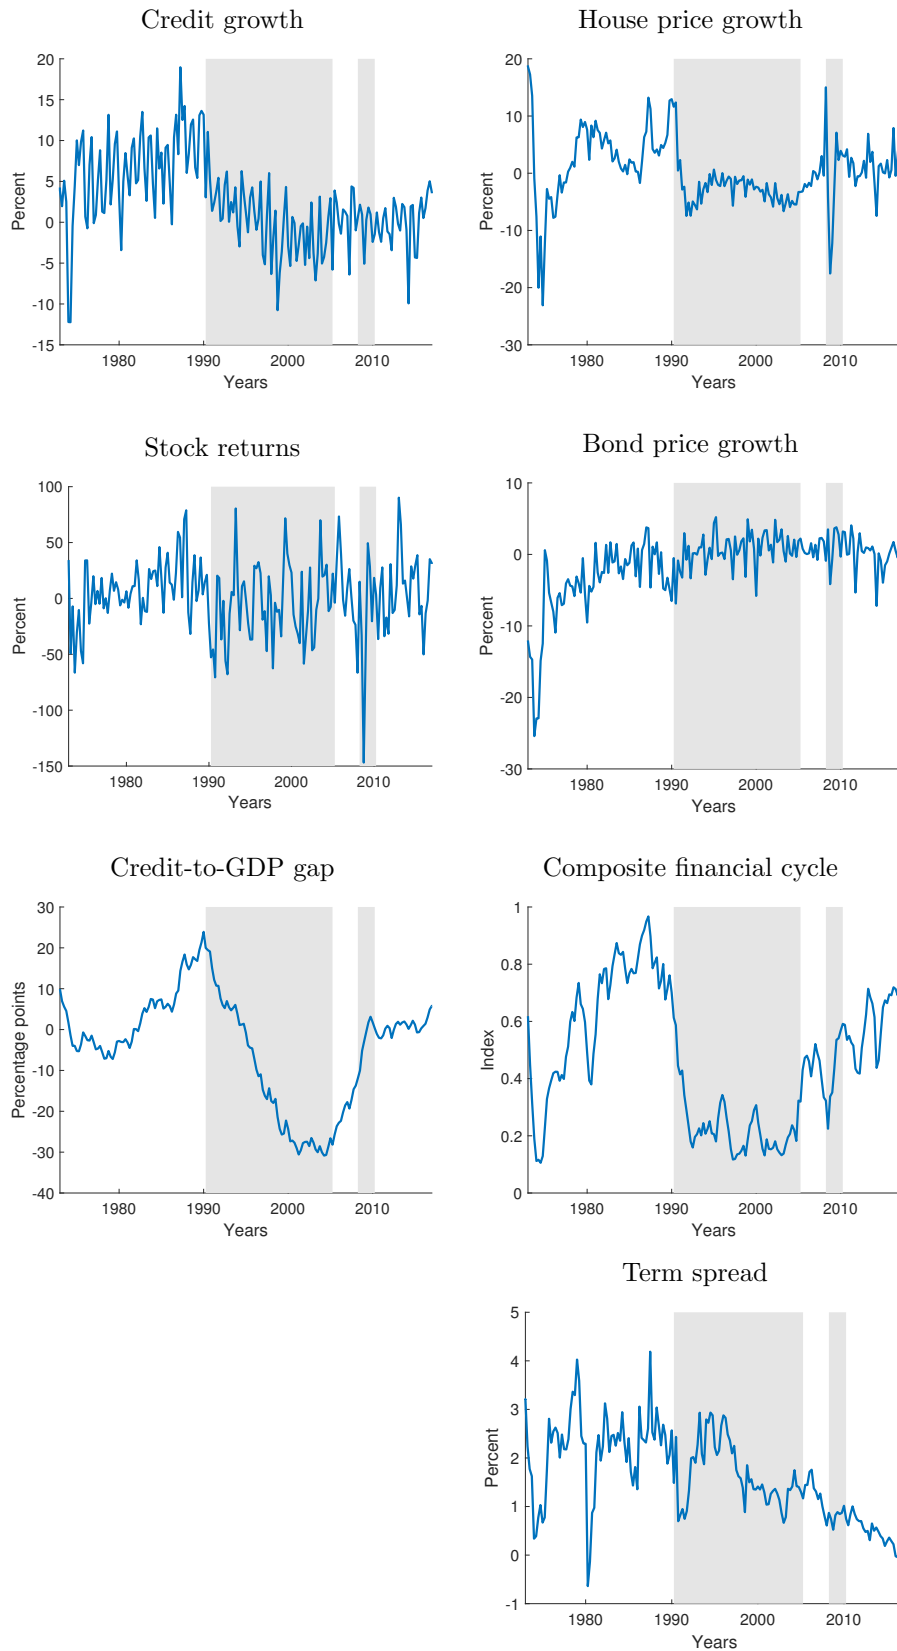 Credit growth
20
15
10
5
0
-5
-10
-15
Percent
1980 1990 2000 2010
Years
House price growth
20
10
0
-10
-20
-30
Percent
1980 1990 2000 2010
Years
Stock returns
100
50
0
-50
-100
-150
Percent
1980 1990 2000 2010
Years
Bond price growth
10
0
-10
-20
-30
Percent
1980 1990 2000 2010
Years
Credit-to-GDP gap
30
20
10
0
-10
-20
-30
-40
Percentage points
1980 1990 2000 2010
Years
Composite financial cycle
1
0.8
0.6
0.4
0.2
0
Index
1980 1990 2000 2010
Years
Term spread
5
4
3
2
1
0
-1
Percent
1980 1990 2000 2010
Years